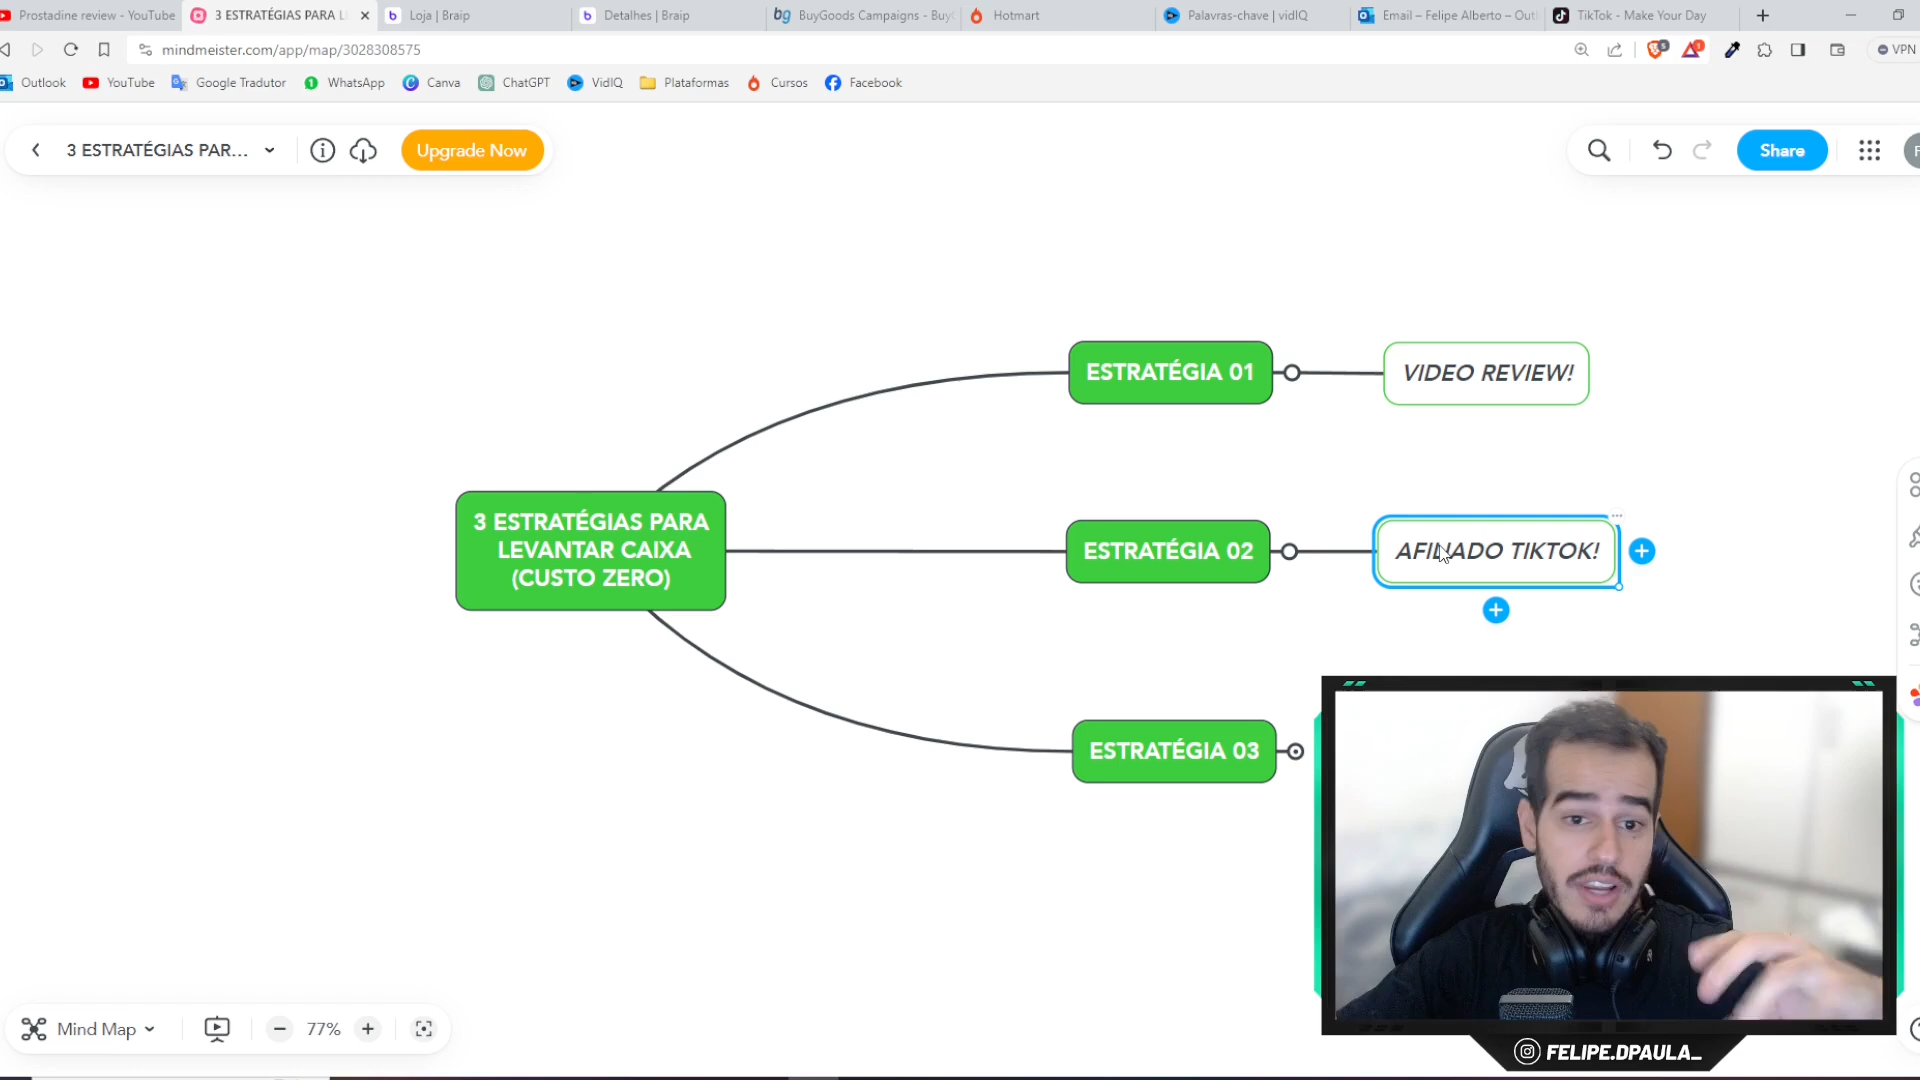 Prostadine review - YouTube
3 ESTRATÉGIAS PARA L
Loja | Braip
Detalhes | Braip
BuyGoods Campaigns - Buy
Hotmart
Palavras-chave | vidIQ
Email – Felipe Alberto – Out
TikTok - Make Your Day
mindmeister.com/app/map/3028308575
VPN
Outlook
YouTube
Google Tradutor
WhatsApp
Canva
ChatGPT
VidIQ
Plataformas
Cursos
Facebook
3 ESTRATÉGIAS PAR...
Upgrade Now
Share
F
ESTRATÉGIA 01
VIDEO REVIEW!
3 ESTRATÉGIAS PARA
LEVANTAR CAIXA
(CUSTO ZERO)
ESTRATÉGIA 02
AFILIADO TIKTOK!
ESTRATÉGIA 03
Mind Map
77%
FELIPE.DPAULA_